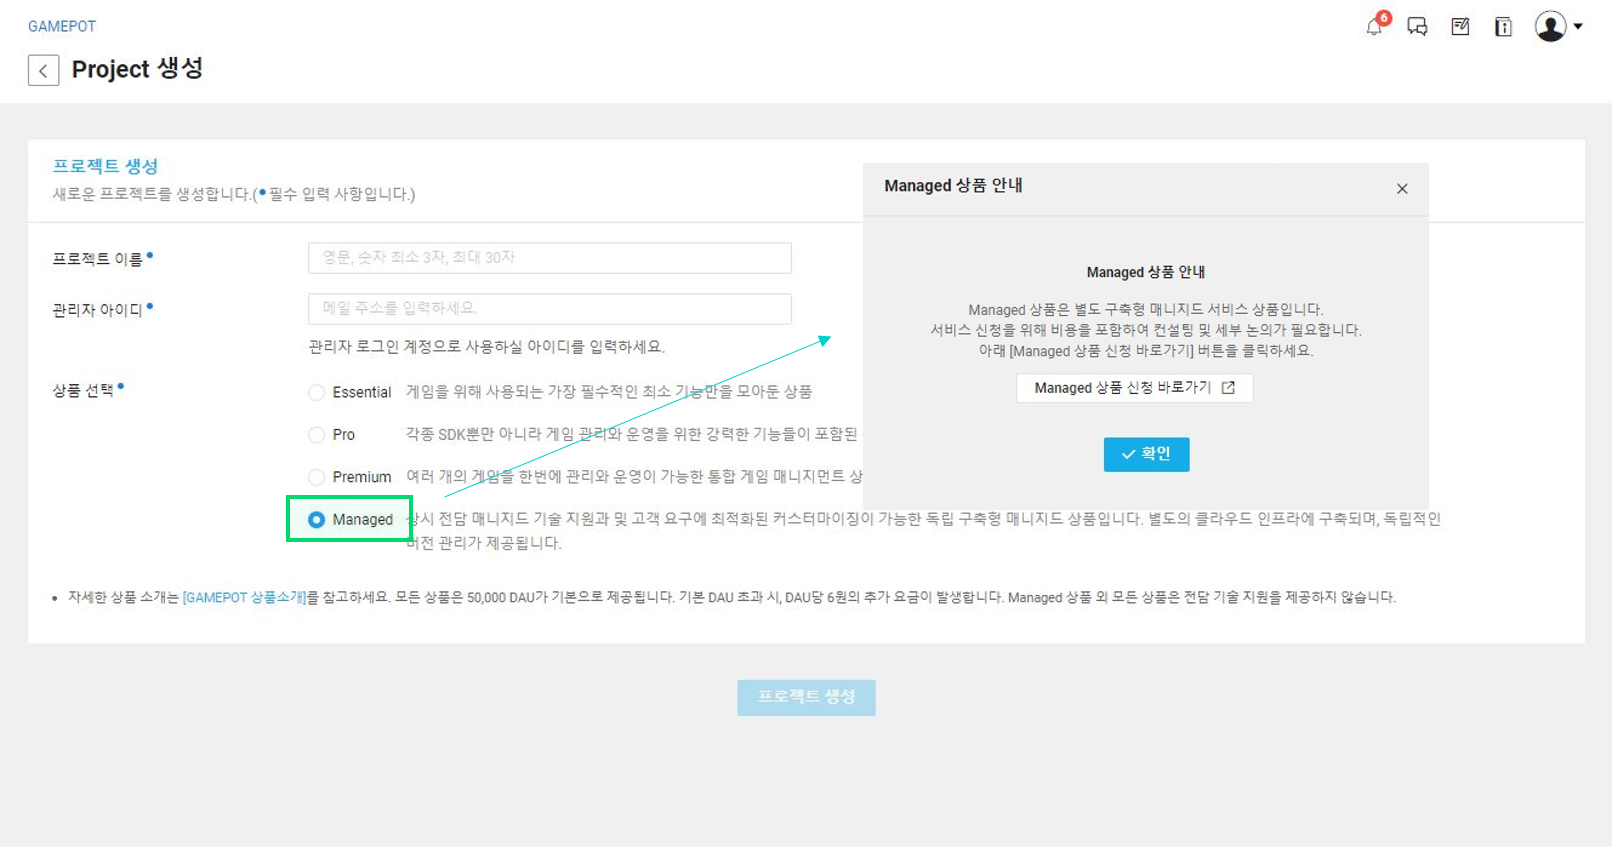 GAMEPOT
6
Project 생성
프로젝트 생성
새로운 프로젝트를 생성합니다.(• 필수 입력 사항입니다.)
프로젝트 이름•
영문, 숫자 최소 3자, 최대 30자
관리자 아이디•
메일 주소를 입력하세요.
관리자 로그인 계정으로 사용하실 아이디를 입력하세요.
상품 선택•
Essential 게임을 위해 사용되는 가장 필수적인 최소 기능만을 모아둔 상품
Pro 각종 SDK뿐만 아니라 게임 관리와 운영을 위한 강력한 기능들이 포함된
Premium 여러 개의 게임을 한번에 관리와 운영이 가능한 통합 게임 매니지먼트 상
Managed 상시 전담 매니지드 기술 지원과 및 고객 요구에 최적화된 커스터마이징이 가능한 독립 구축형 매니지드 상품입니다. 별도의 클라우드 인프라에 구축되며, 독립적인
버전 관리가 제공됩니다.
• 자세한 상품 소개는 [GAMEPOT 상품소개]를 참고하세요. 모든 상품은 50,000 DAU가 기본으로 제공됩니다. 기본 DAU 초과 시, DAU당 6원의 추가 요금이 발생합니다. Managed 상품 외 모든 상품은 전담 기술 지원을 제공하지 않습니다.
프로젝트 생성
Managed 상품 안내
Managed 상품 안내
Managed 상품은 별도 구축형 매니지드 서비스 상품입니다.
서비스 신청을 위해 비용을 포함하여 컨설팅 및 세부 논의가 필요합니다.
아래 [Managed 상품 신청 바로가기] 버튼을 클릭하세요.
Managed 상품 신청 바로가기
확인